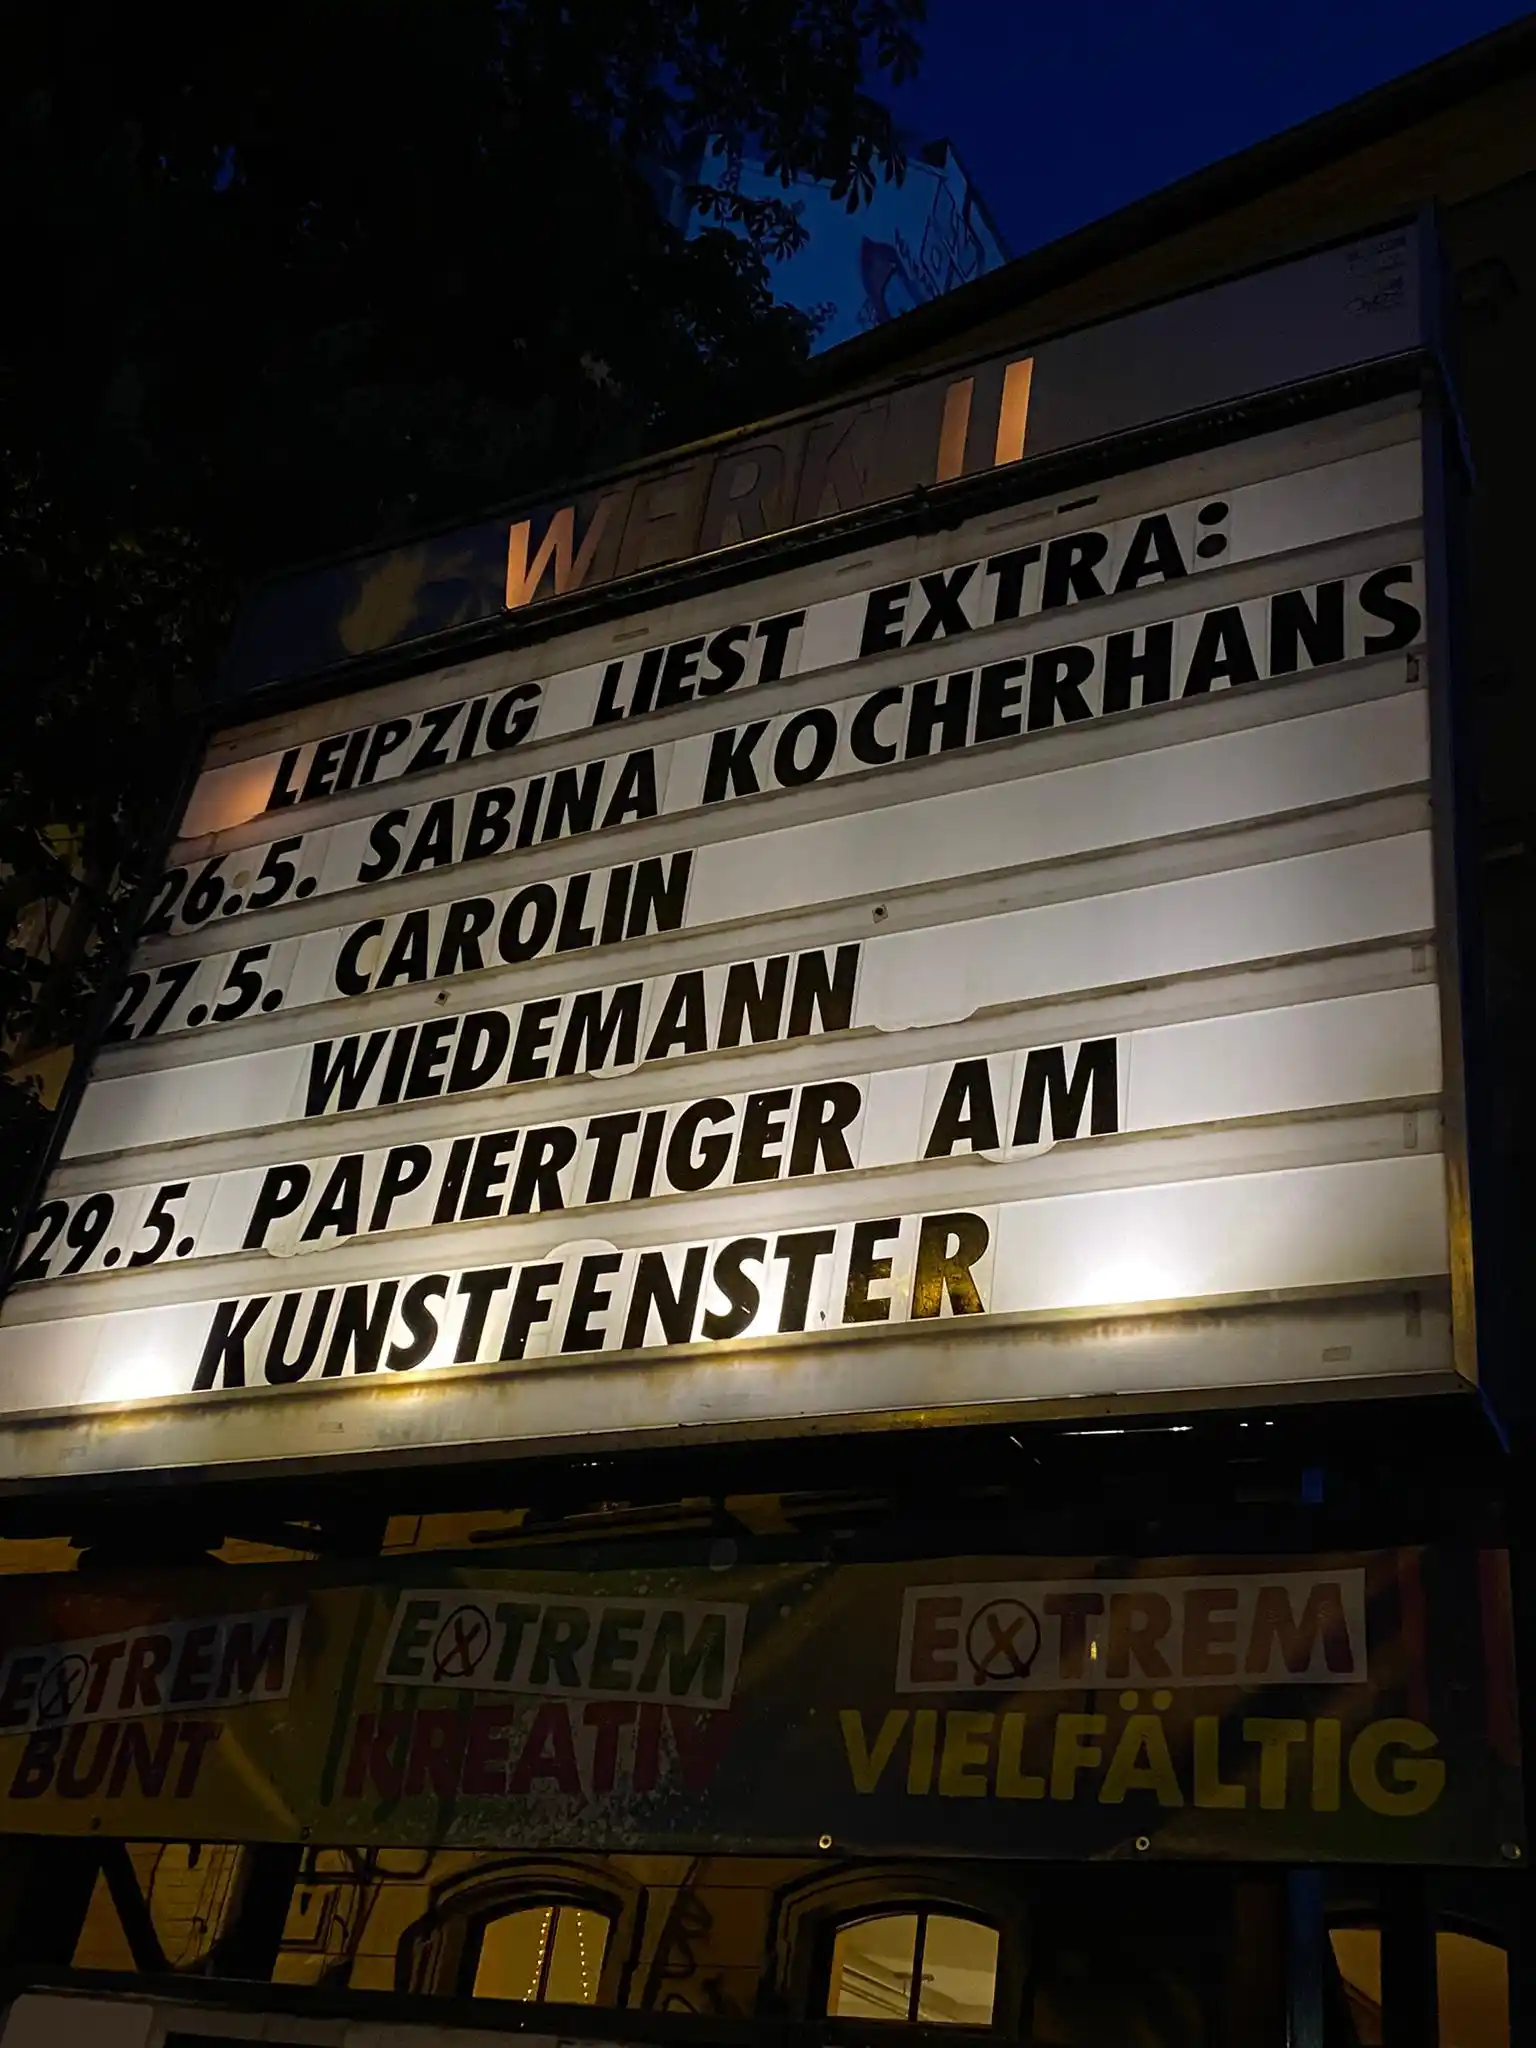 WERK II
LEIPZIG LIEST EXTRA:
26.5. SABINA KOCHERHANS
27.5. CAROLIN
WIEDEMANN
29.5. PAPIERTIGER AM
KUNSTFENSTER
EXTREM
BUNT
EXTREM
KREATIV
EXTREM
VIELFÄLTIG